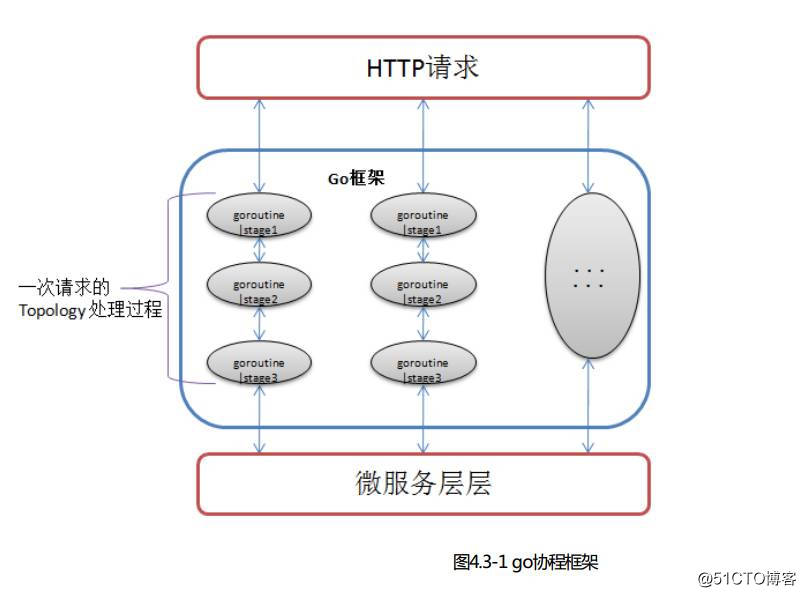 HTTP请求
Go框架
goroutine
|stage1
goroutine
|stage1
goroutine
|stage2
goroutine
|stage2
······
一次请求的
Topology 处理过程
goroutine
|stage3
goroutine
|stage3
微服务层层
图4.3-1 go协程框架
@51CTO博客